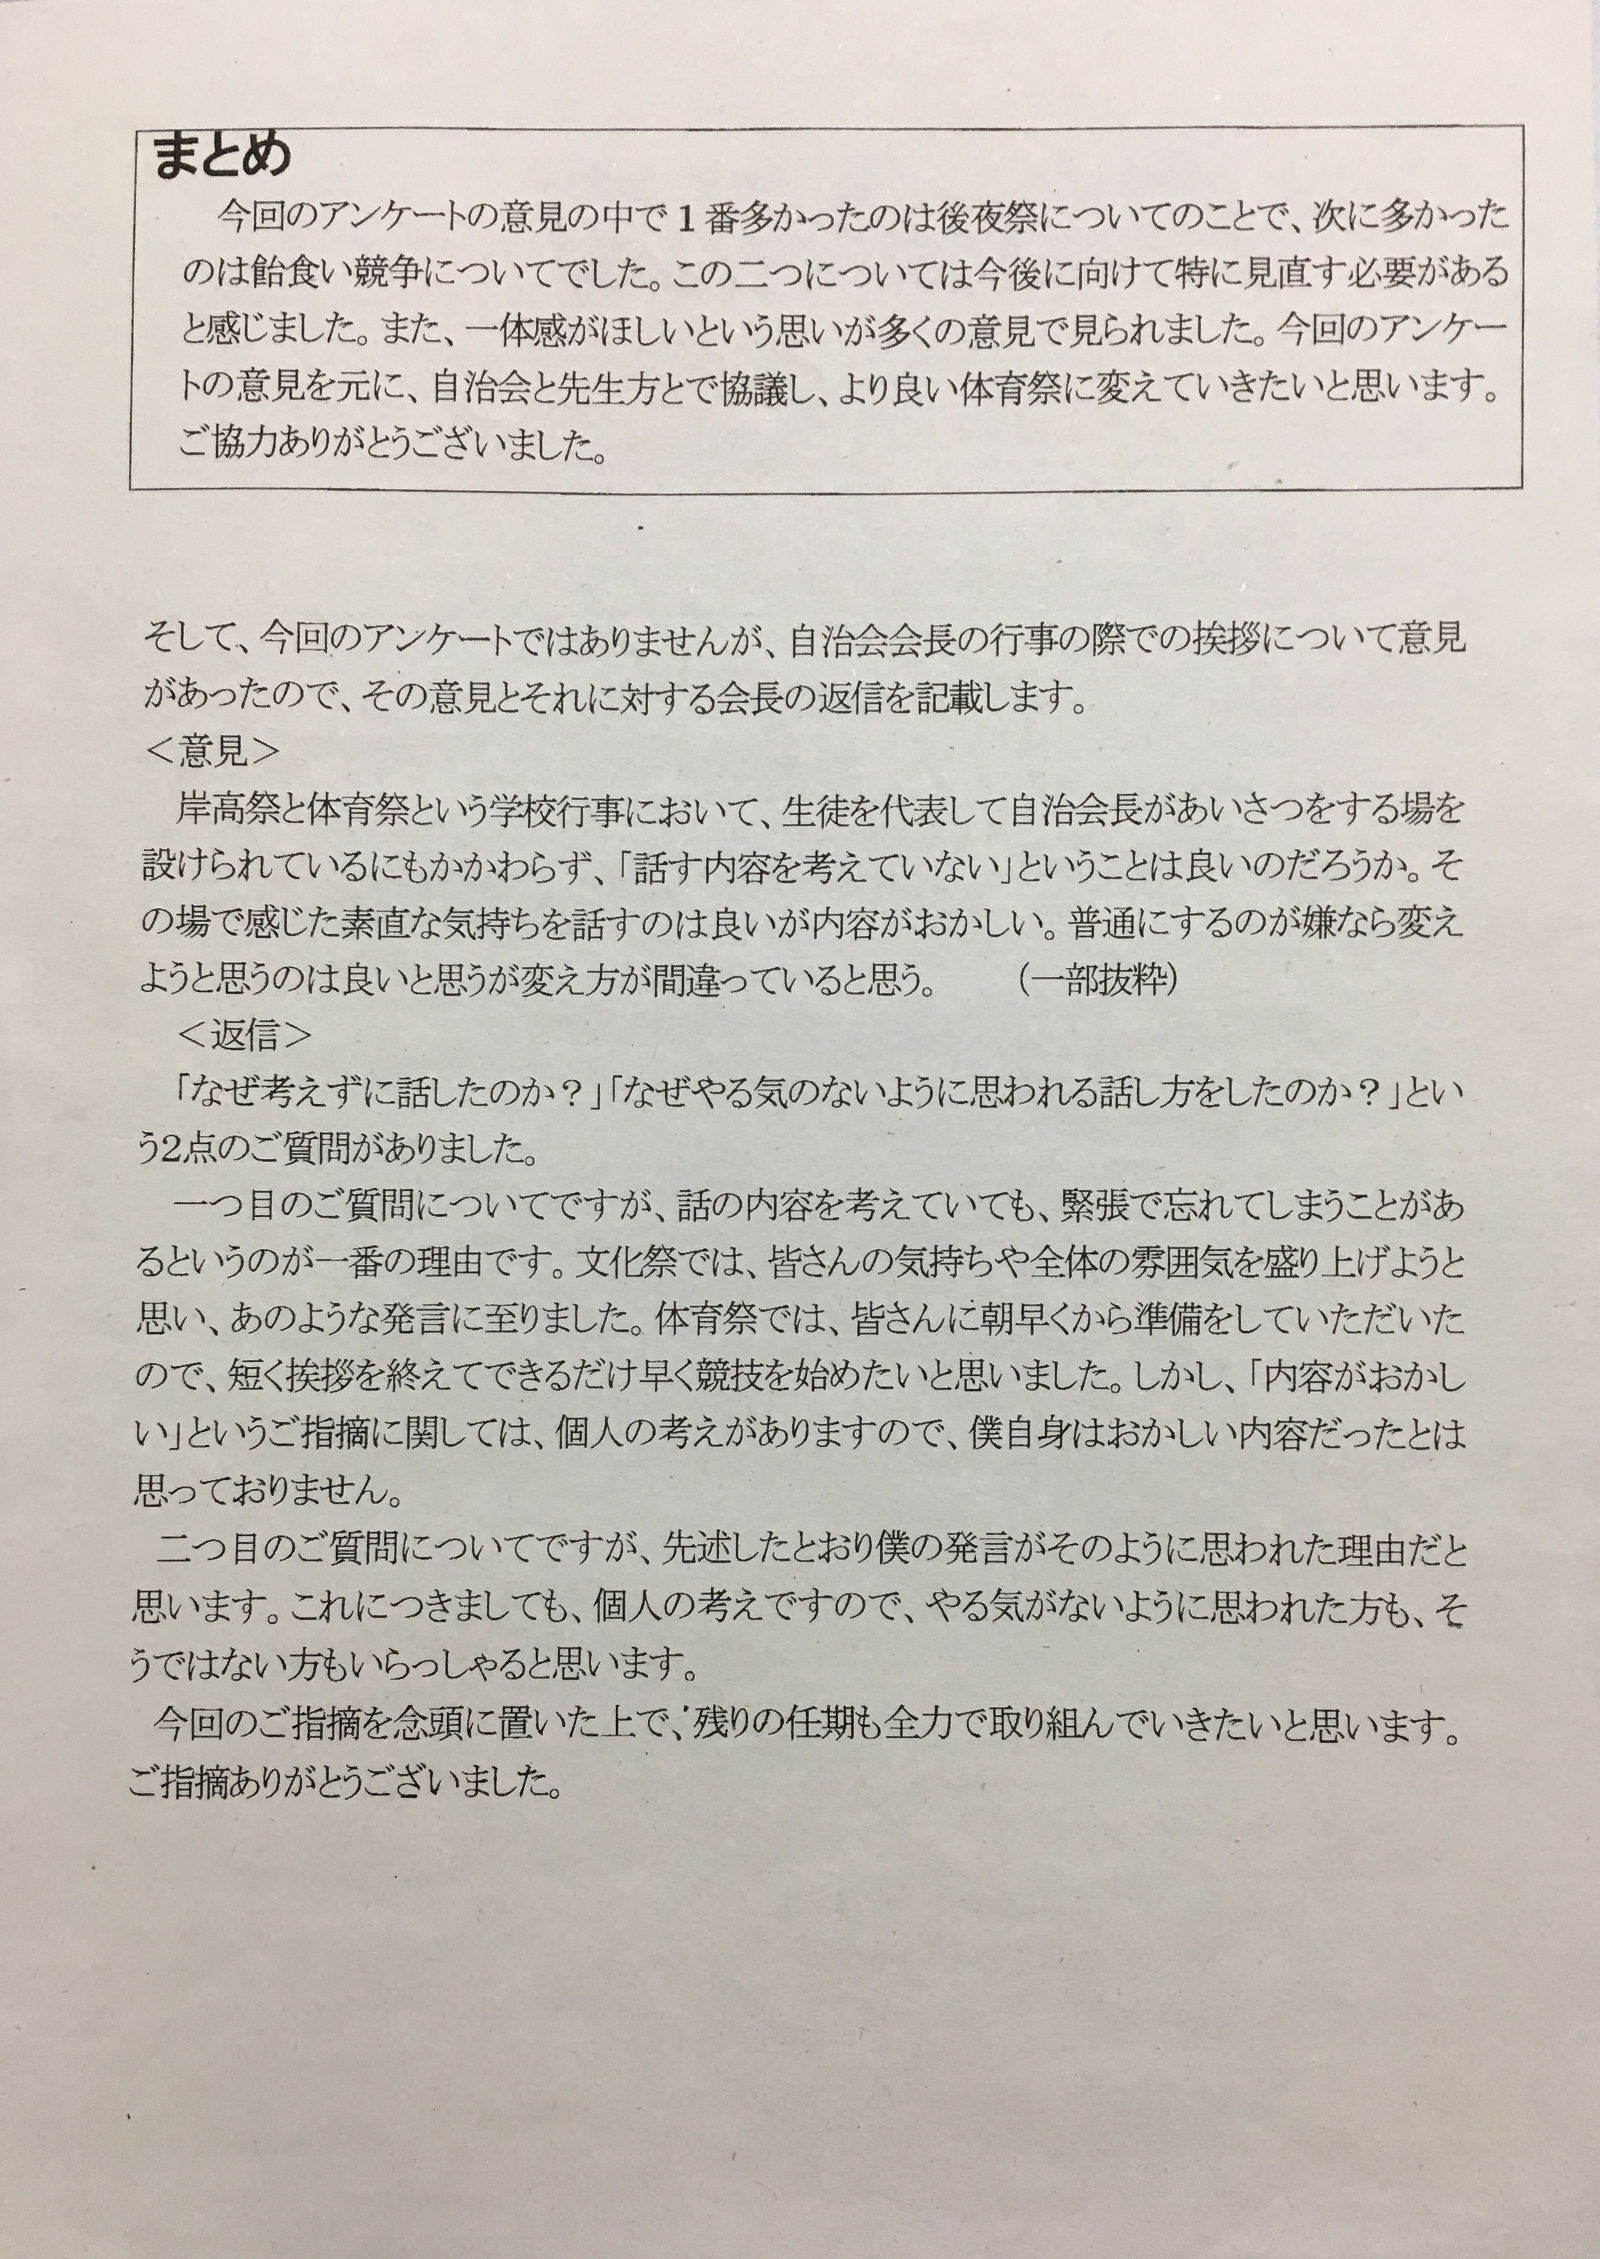 まとめ
今回のアンケートの意見の中で1番多かったのは後夜祭についてのことで、次に多かった
のは飴食い競争についてでした。この二つについては今後に向けて特に見直す必要がある
と感じました。また、一体感がほしいという思いが多くの意見で見られました。今回のアンケー
トの意見を元に、自治会と先生方とで協議し、より良い体育祭に変えていきたいと思います。
ご協力ありがとうございました。
そして、今回のアンケートではありませんが、自治会会長の行事の際での挨拶について意見
があったので、その意見とそれに対する会長の返信を記載します。
＜意見＞
岸高祭と体育祭という学校行事において、生徒を代表して自治会長があいさつをする場を
設けられているにもかかわらず、「話す内容を考えていない」ということは良いのだろうか。そ
の場で感じた素直な気持ちを話すのは良いが内容がおかしい。普通にするのが嫌なら変え
ようと思うのは良いと思うが変え方が間違っていると思う。　（一部抜粋）
＜返信＞
「なぜ考えずに話したのか？」「なぜやる気のないように思われる話し方をしたのか？」とい
う2点のご質問がありました。
一つ目のご質問についてですが、話の内容を考えていても、緊張で忘れてしまうことがあ
るというのが一番の理由です。文化祭では、皆さんの気持ちや全体の雰囲気を盛り上げようと
思い、あのような発言に至りました。体育祭では、皆さんに朝早くから準備をしていただいた
ので、短く挨拶を終えてできるだけ早く競技を始めたいと思いました。しかし、「内容がおかし
い」というご指摘に関しては、個人の考えがありますので、僕自身はおかしい内容だったとは
思っておりません。
二つ目のご質問についてですが、先述したとおり僕の発言がそのように思われた理由だと
思います。これにつきましても、個人の考えですので、やる気がないように思われた方も、そ
うではない方もいらっしゃると思います。
今回のご指摘を念頭に置いた上で、残りの任期も全力で取り組んでいきたいと思います。
ご指摘ありがとうございました。